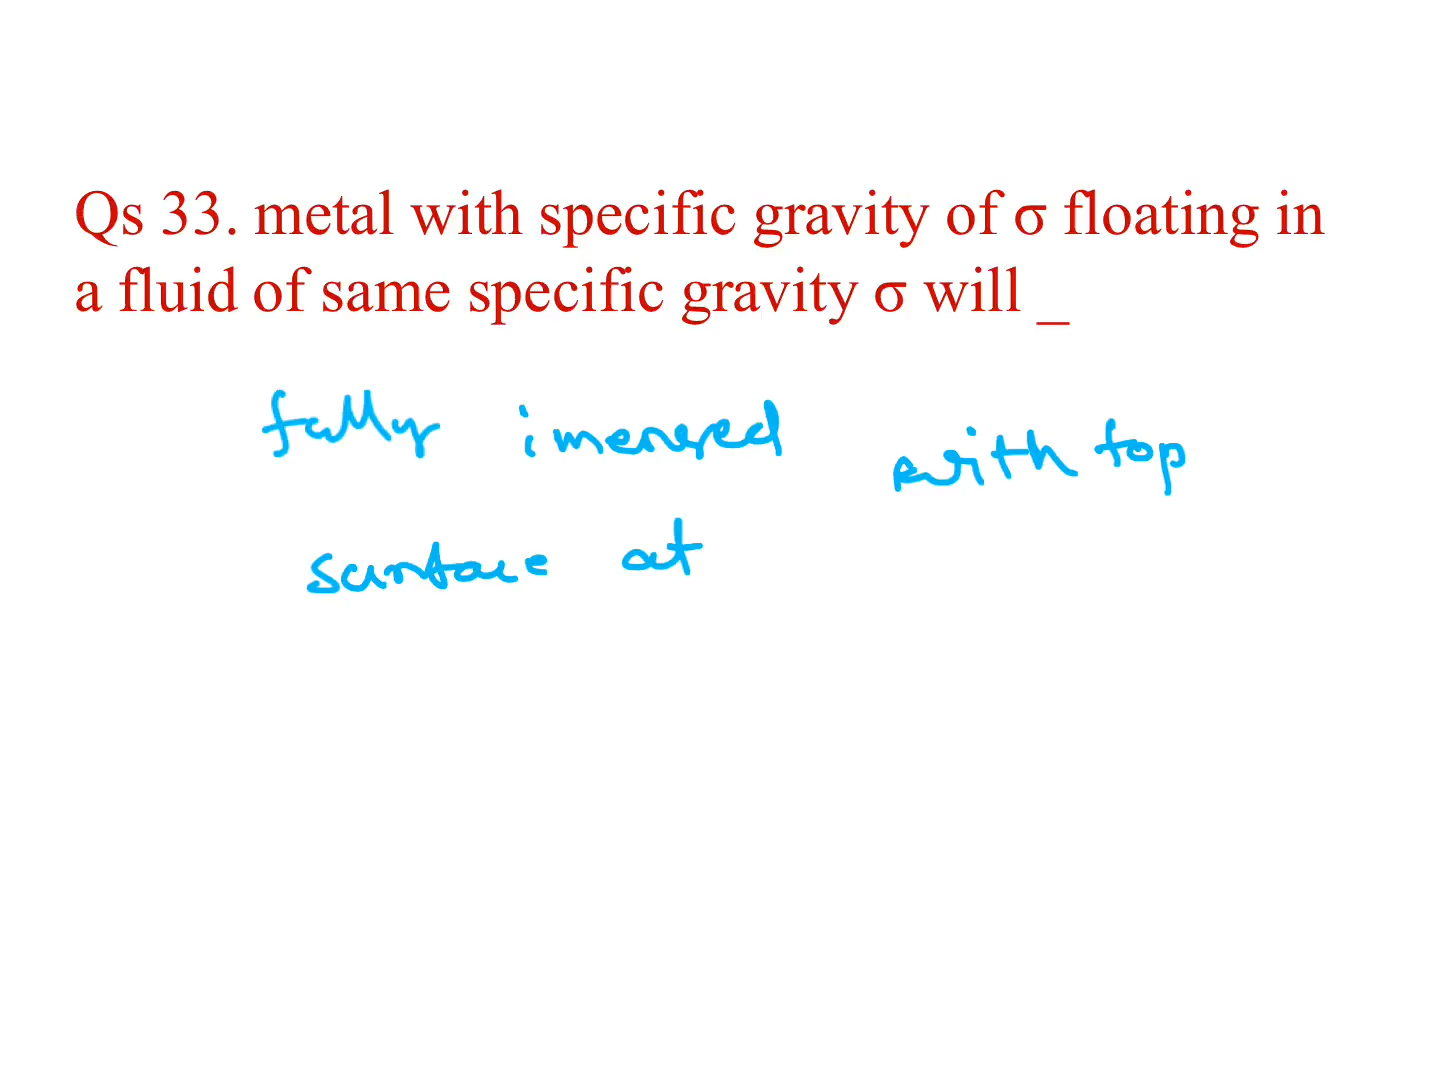 Qs 33. metal with specific gravity of σ floating in
a fluid of same specific gravity σ will _
fully imersed with top
surface at